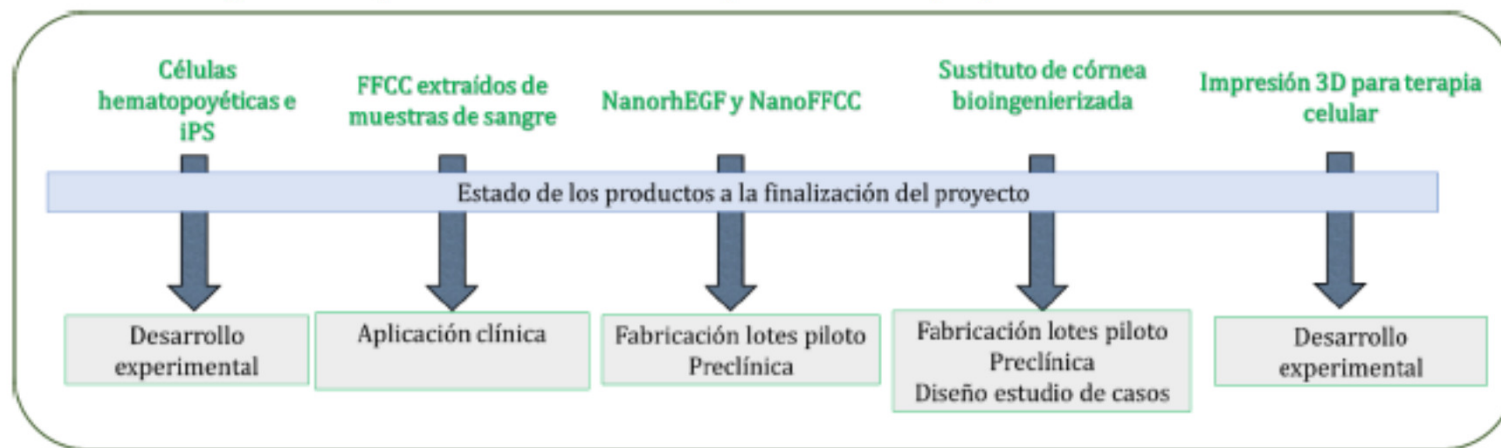 Células
hematopoyéticas e
iPS
FFCC extraídos de
muestras de sangre
NanorhEGF y NanoFFCC
Sustituto de córnea
bioingenierizada
Impresión 3D para terapia
celular
Estado de los productos a la finalización del proyecto
Desarrollo
experimental
Aplicación clínica
Fabricación lotes piloto
Preclínica
Fabricación lotes piloto
Preclínica
Diseño estudio de casos
Desarrollo
experimental